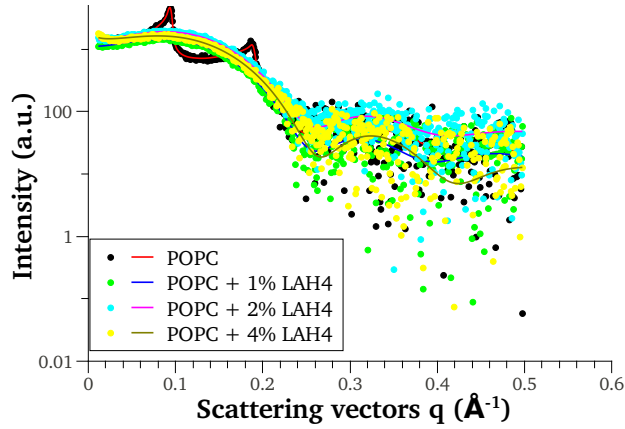 Intensity (a.u.)
100
1
0.01
POPC
POPC + 1% LAH4
POPC + 2% LAH4
POPC + 4% LAH4
0 0.1 0.2 0.3 0.4 0.5 0.6
Scattering vectors q (Å⁻¹)